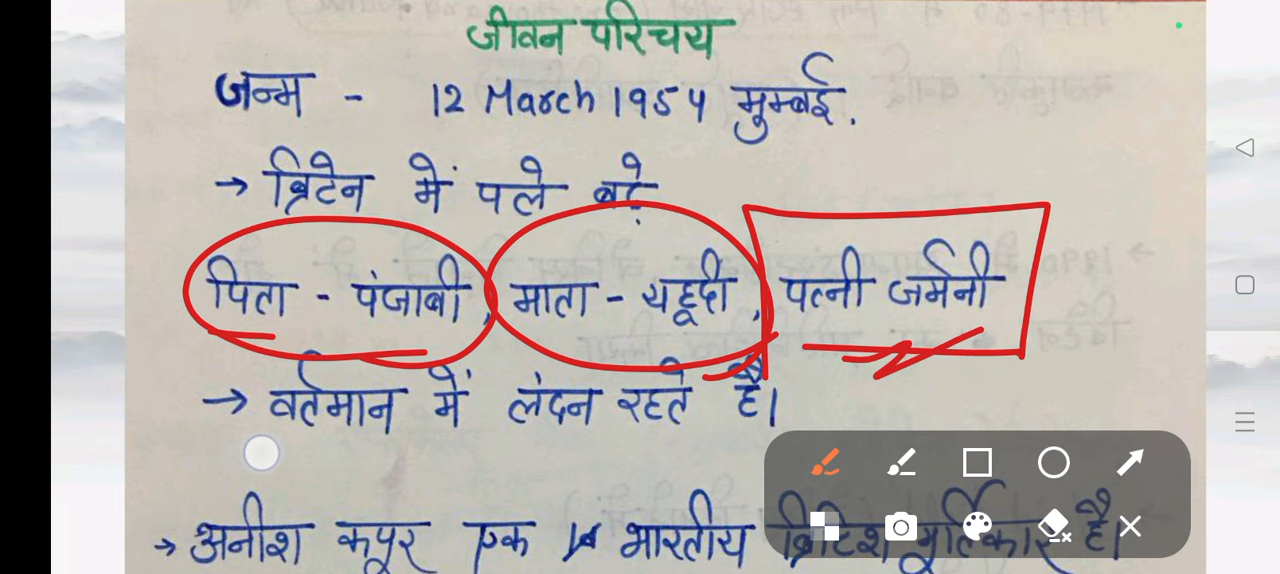 जीवन परिचय
जन्म - 12 March 1954 मुम्बई.
→ ब्रिटेन में पले बढ़े
पिता - पंजाबी, माता - यहूदी, पत्नी जर्मनी
→ वर्तमान में लंदन रहते है।
→ अनीश कपूर एक भारतीय ब्रिटिश मूर्तिकार है।